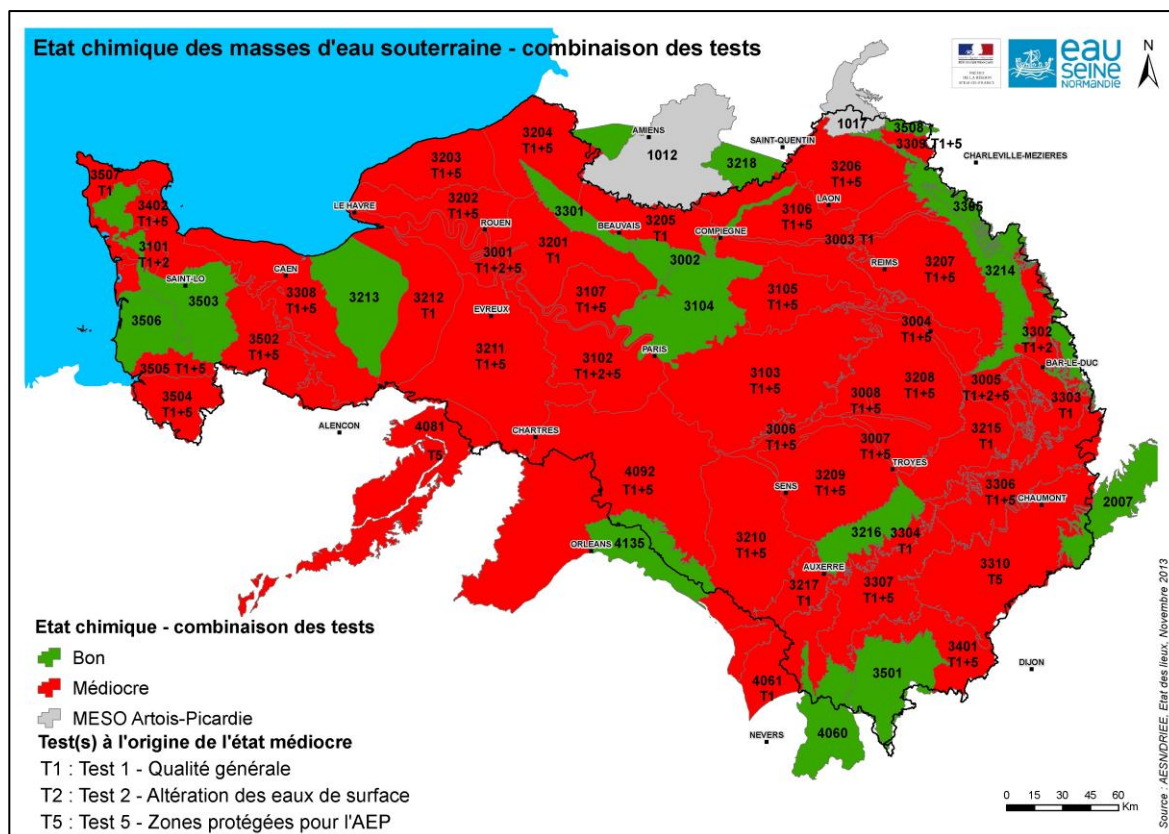 Etat chimique des masses d'eau souterraine - combinaison des tests
eau
SEINE
NORMANDIE
N
AMIENS
1012
1017
SAINT-QUENTIN
3508
3309 T1+5
CHARLEVILLE-MEZIERES
3204
T1+5
3218
3203
T1+5
3206
T1+5
3507
T1
3402
T1+5
LE HAVRE
3202
T1+5
ROUEN
3301
BEAUVAIS
3205
T1
COMPIEGNE
3106
T1+5
LAON
3101
T1+2
3001
T1+2+5
3201
T1
3002
3003 T1
REIMS
3207
T1+5
3214
SAINT-LO
CAEN
3503
3308
T1+5
3213
3212
T1
EVREUX
3107
T1+5
3104
3105
T1+5
3506
3004
T1+5
3302
T1+2
BAR-LE-DUC
3502
T1+5
3211
T1+5
3102
T1+2+5
PARIS
3103
T1+5
3505 T1+5
3504
T1+5
3008
T1+5
3208
T1+5
3005
T1+2+5
3303
T1
ALENCON
4081
T5
CHARTRES
3006
T1+5
3007
T1+5
TROYES
3215
T1
4092
T1+5
SENS
3209
T1+5
3306
T1+5
CHAUMONT
2007
ORLEANS
4135
3210
T1+5
3216
3304
T1
AUXERRE
3217
T1
3307
T1+5
3310
T5
3501
3401
T1+5
DIJON
4061
T1
NEVERS
4060
Etat chimique - combinaison des tests
Bon
Médiocre
MESO Artois-Picardie
Test(s) à l'origine de l'état médiocre
T1 : Test 1 - Qualité générale
T2 : Test 2 - Altération des eaux de surface
T5 : Test 5 - Zones protégées pour l'AEP
0 15 30 45 60
Km
Source : AESN/DRIEE, Etat des lieux, Novembre 2013